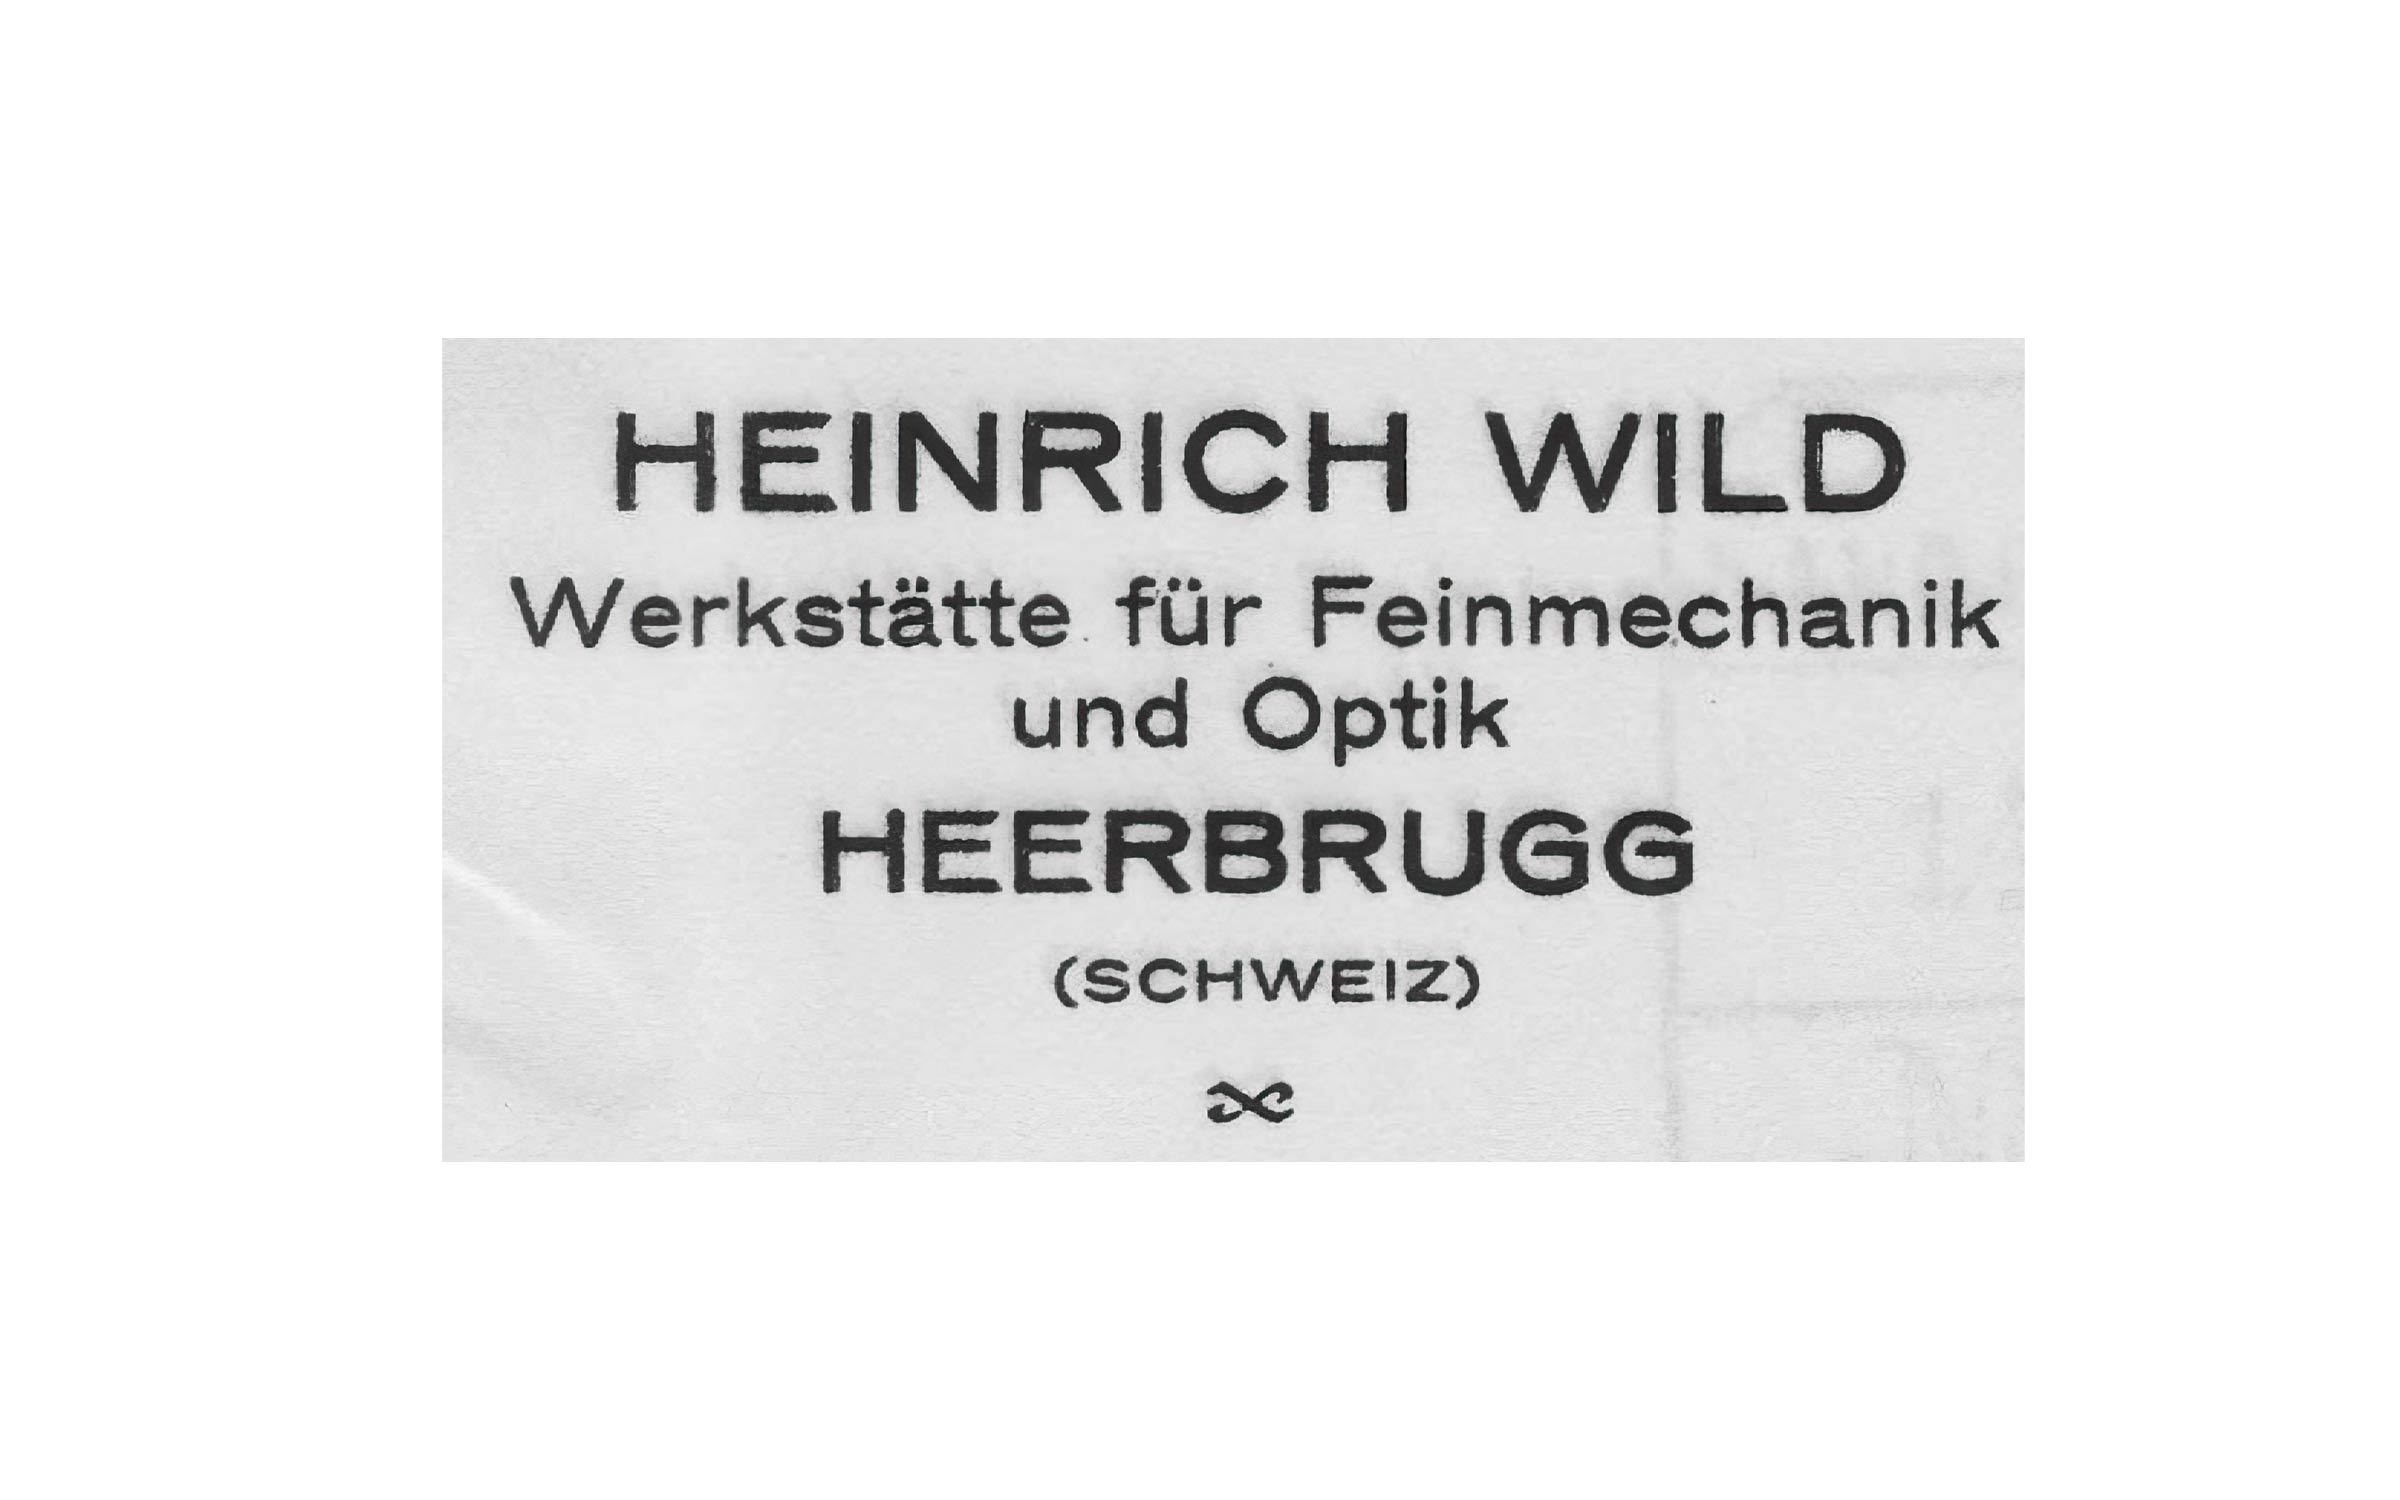 HEINRICH WILD
Werkstätte für Feinmechanik
und Optik
HEERBRUGG
(SCHWEIZ)